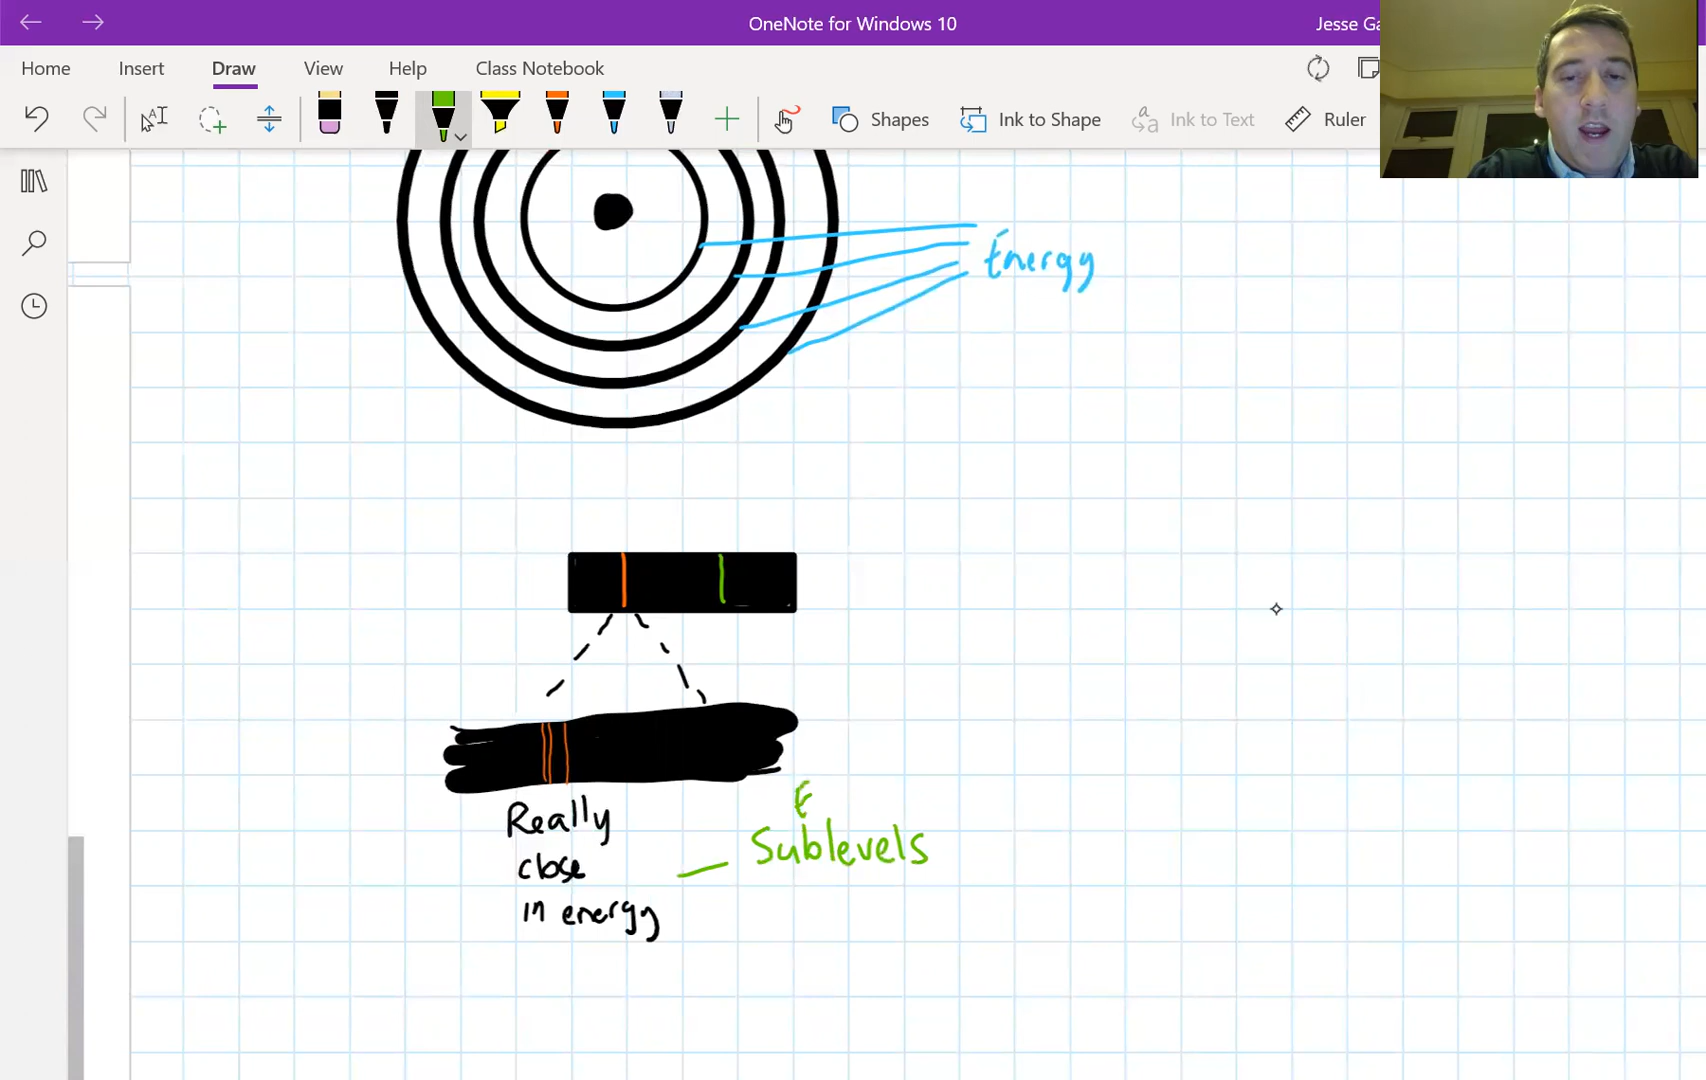 OneNote for Windows 10
Jesse Ga
Home
Insert
Draw
View
Help
Class Notebook
Shapes
Ink to Shape
Ink to Text
Ruler
Energy
Really
close
in energy
E
Sublevels